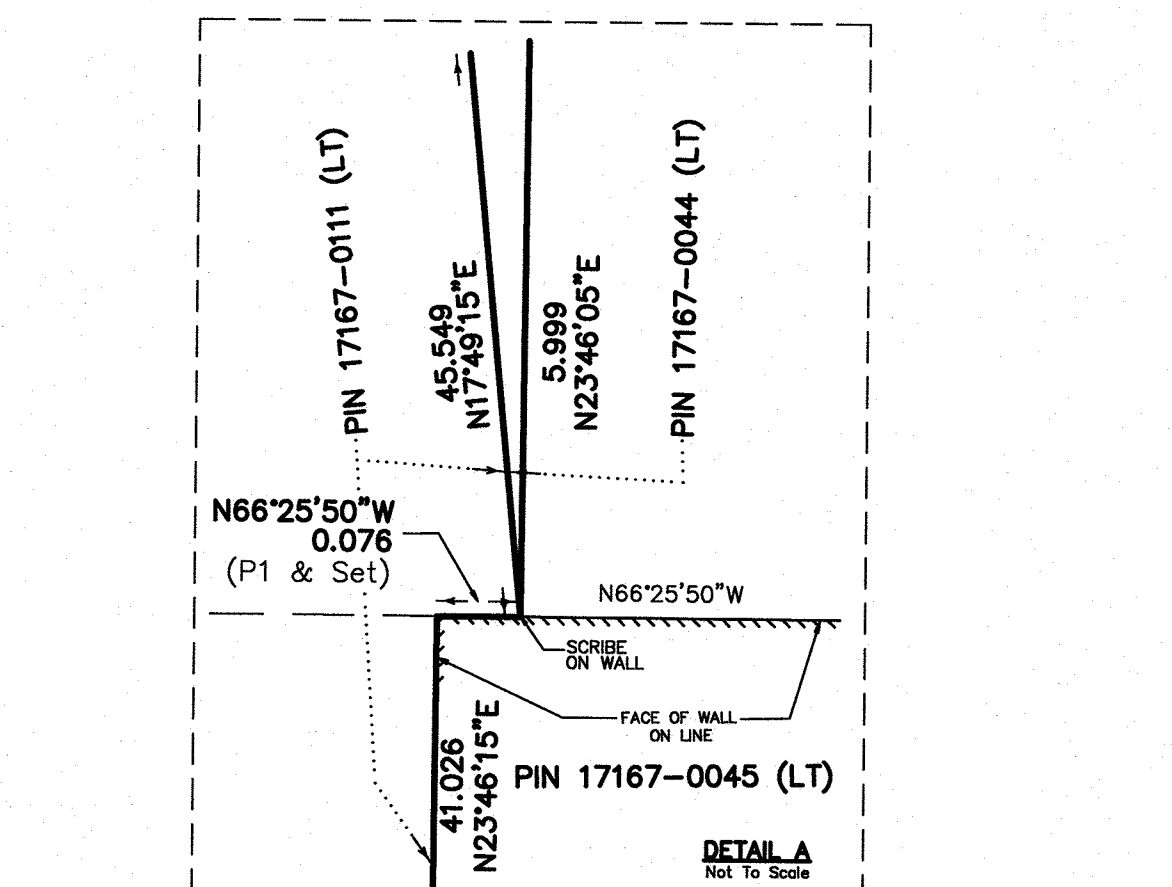 PIN 17167-0111 (LT)
45.549
N17°49'15"E
5.999
N23°46'05"E
PIN 17167-0044 (LT)
N66°25'50"W
0.076
(P1 & Set)
N66°25'50"W
SCRIBE
ON WALL
FACE OF WALL
ON LINE
41.026
N23°46'15"E
PIN 17167-0045 (LT)
DETAIL A
Not To Scale